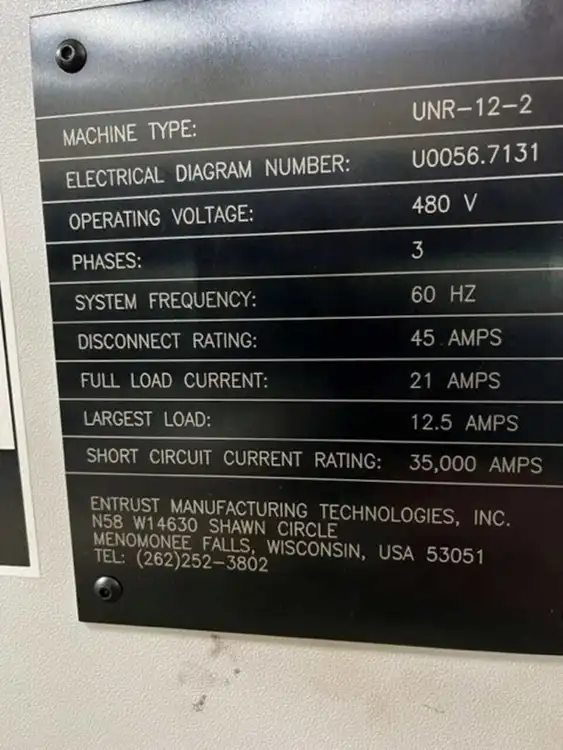 MACHINE TYPE: UNR-12-2
ELECTRICAL DIAGRAM NUMBER: U0056.7131
OPERATING VOLTAGE: 480 V
PHASES: 3
SYSTEM FREQUENCY: 60 HZ
DISCONNECT RATING: 45 AMPS
FULL LOAD CURRENT: 21 AMPS
LARGEST LOAD: 12.5 AMPS
SHORT CIRCUIT CURRENT RATING: 35,000 AMPS
ENTRUST MANUFACTURING TECHNOLOGIES, INC.
N58 W14630 SHAWN CIRCLE
MENOMONEE FALLS, WISCONSIN, USA 53051
TEL: (262)252-3802